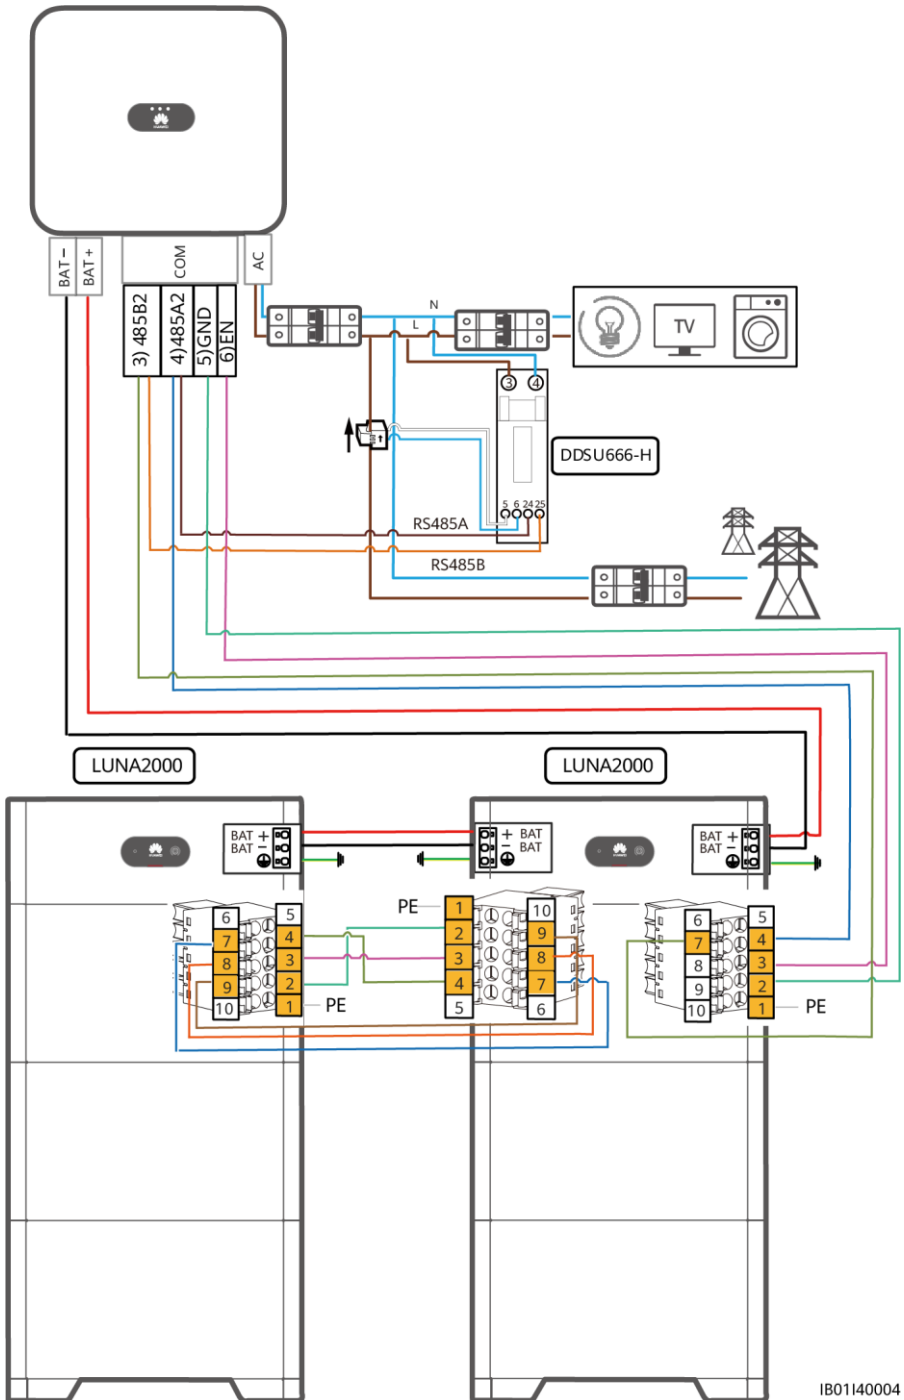 BAT −
BAT +
COM
AC
3) 485B2
4)485A2
5)GND
6)EN
N
L
TV
3
4
DDSU666-H
5 6 24 25
RS485A
RS485B
LUNA2000
LUNA2000
BAT +
BAT −
+ BAT
− BAT
BAT +
BAT −
6
7
8
9
10
5
4
3
2
1
PE
PE
1
2
3
4
5
10
9
8
7
6
6
7
8
9
10
5
4
3
2
1
PE
IB01I40004